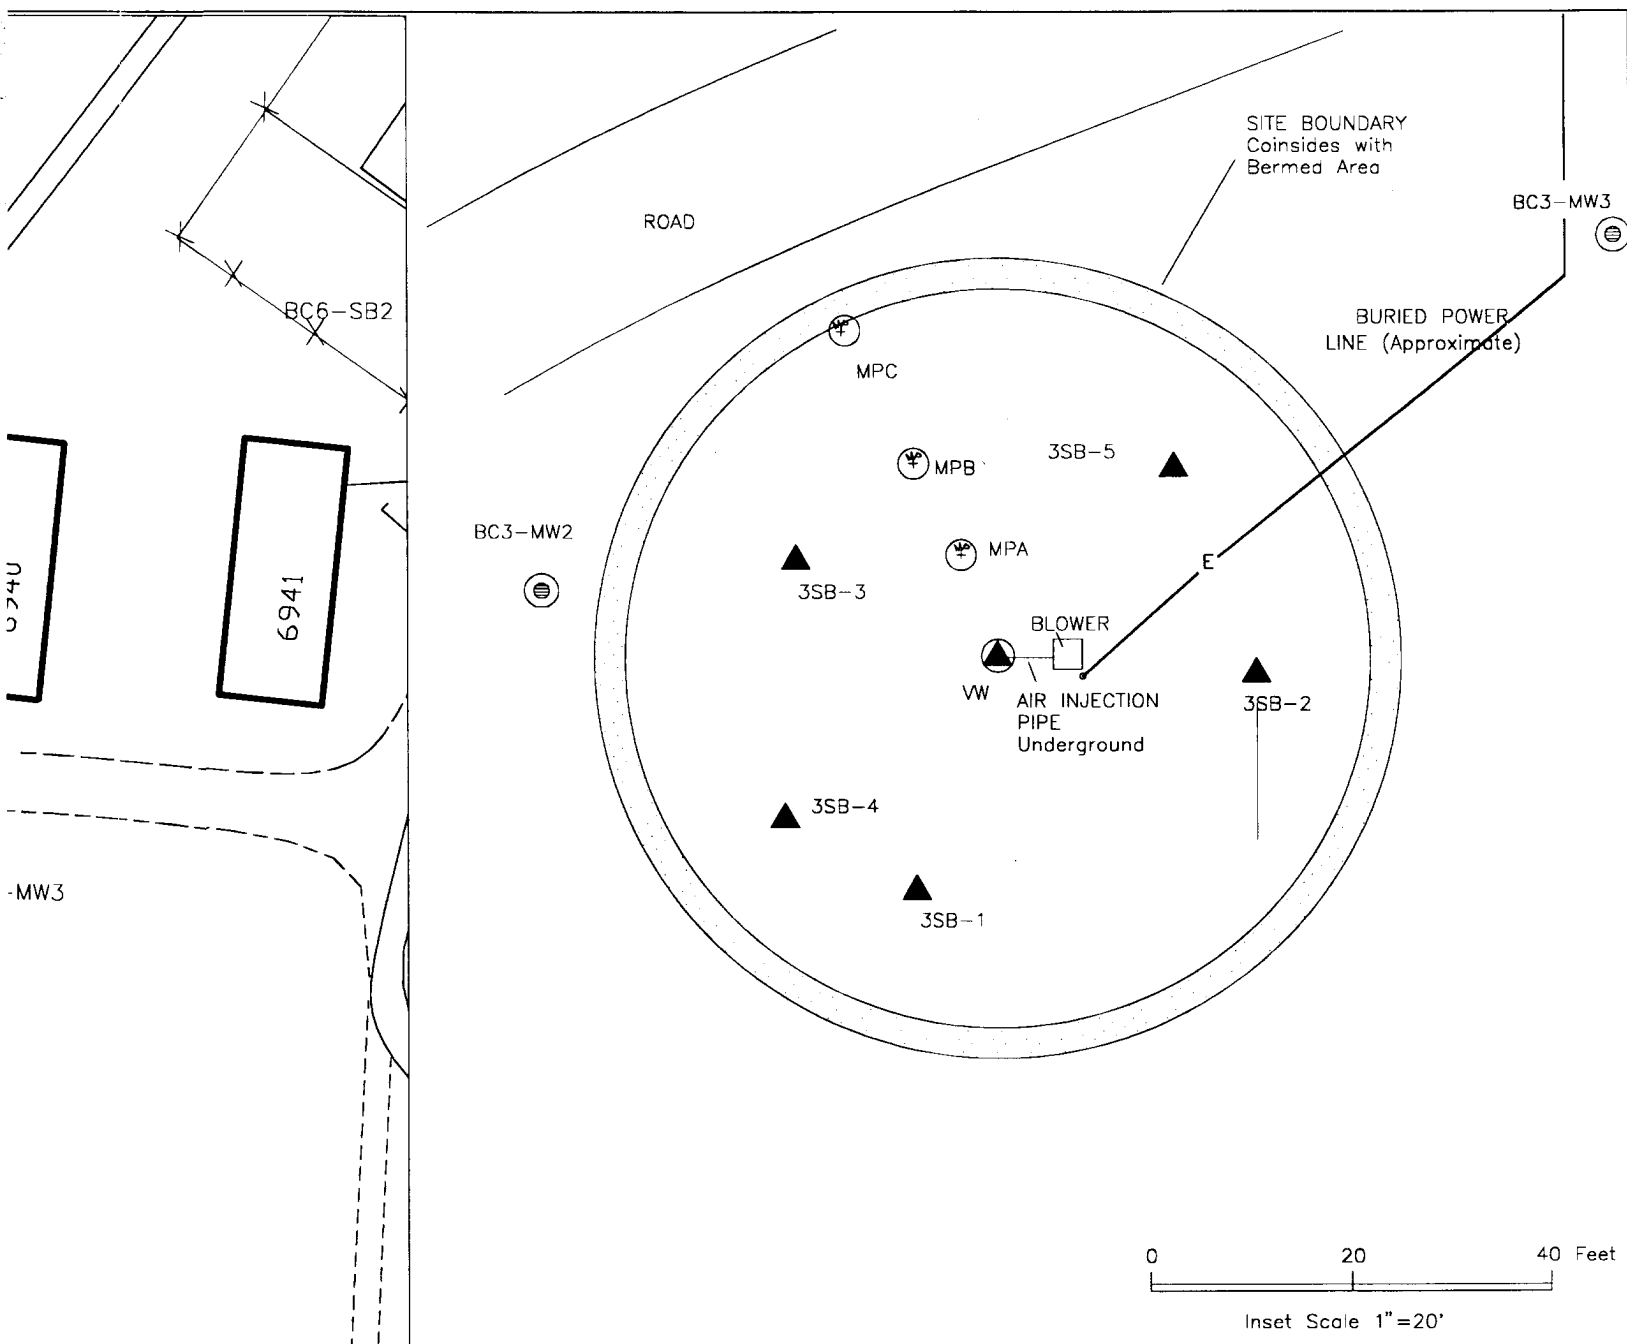 SITE BOUNDARY
Coinsides with
Bermed Area
BC3-MW3
ROAD
BC6-SB2
BURIED POWER
LINE (Approximate)
MPC
3SB-5
MPB
BC3-MW2
MPA
3SB-3
E
6941
BLOWER
VW
AIR INJECTION
PIPE
Underground
3SB-2
3SB-4
-MW3
3SB-1
0 20 40 Feet
Inset Scale 1"=20'